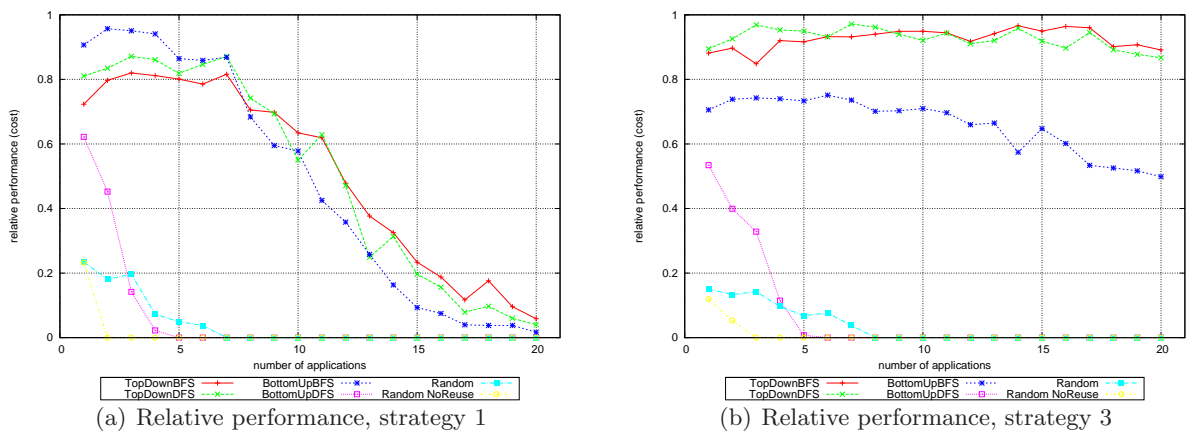 1
0.8
0.6
0.4
0.2
0
relative performance (cost)
0 5 10 15 20
number of applications
TopDownBFS BottomUpBFS Random
TopDownDFS BottomUpDFS Random NoReuse
(a) Relative performance, strategy 1
1
0.8
0.6
0.4
0.2
0
relative performance (cost)
0 5 10 15 20
number of applications
TopDownBFS BottomUpBFS Random
TopDownDFS BottomUpDFS Random NoReuse
(b) Relative performance, strategy 3